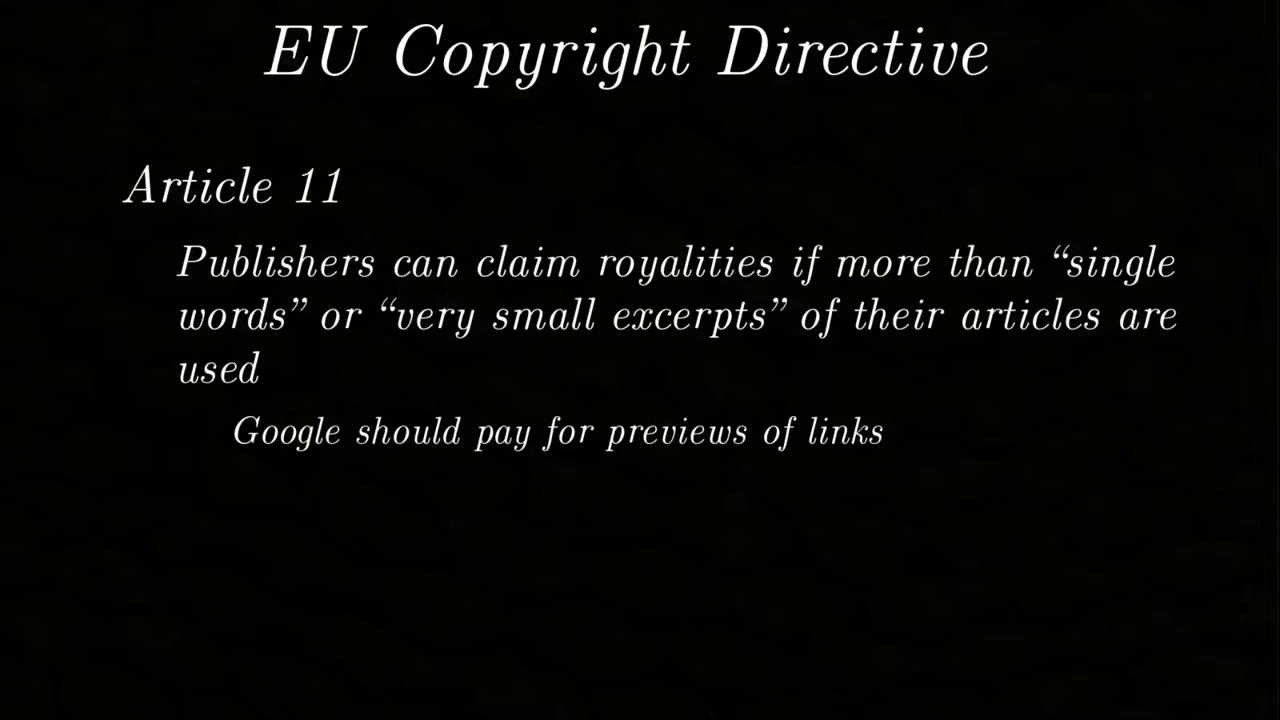 EU Copyright Directive
Article 11
Publishers can claim royalities if more than “single
words” or “very small excerpts” of their articles are
used
Google should pay for previews of links